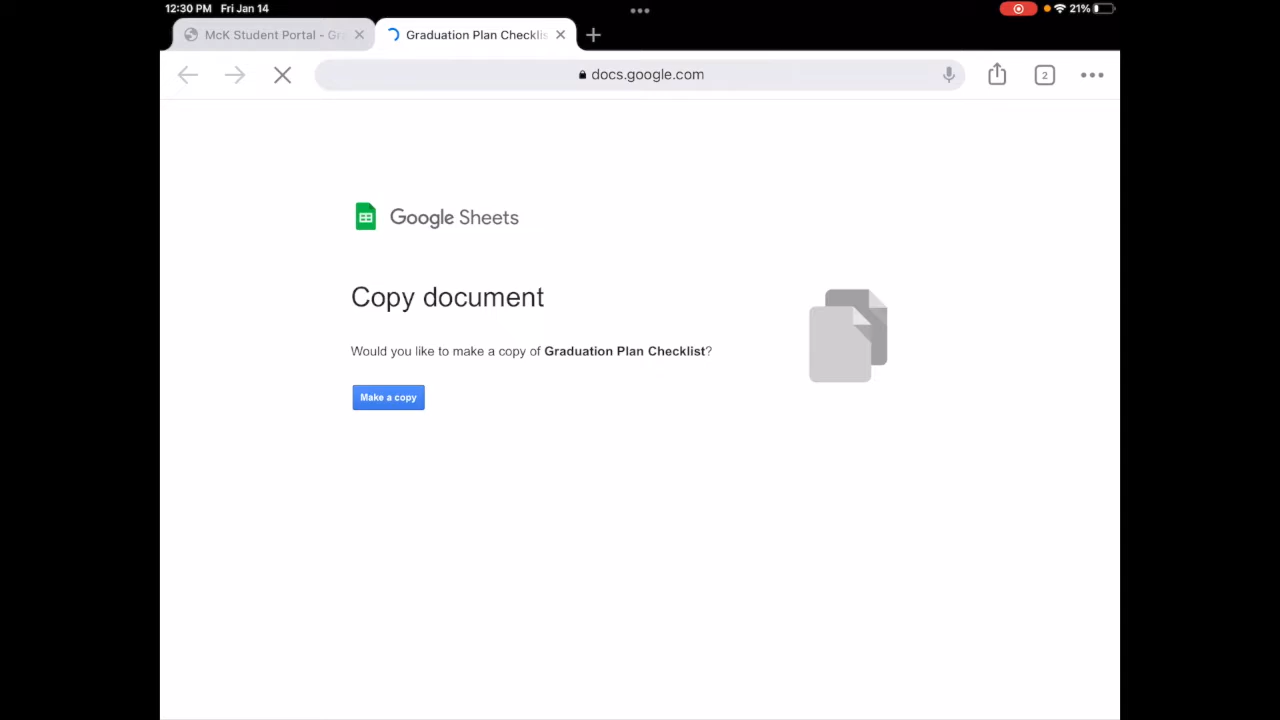 12:30 PM Fri Jan 14
21%
McK Student Portal - Gra
Graduation Plan Checklis
docs.google.com
2
Google Sheets
Copy document
Would you like to make a copy of Graduation Plan Checklist?
Make a copy